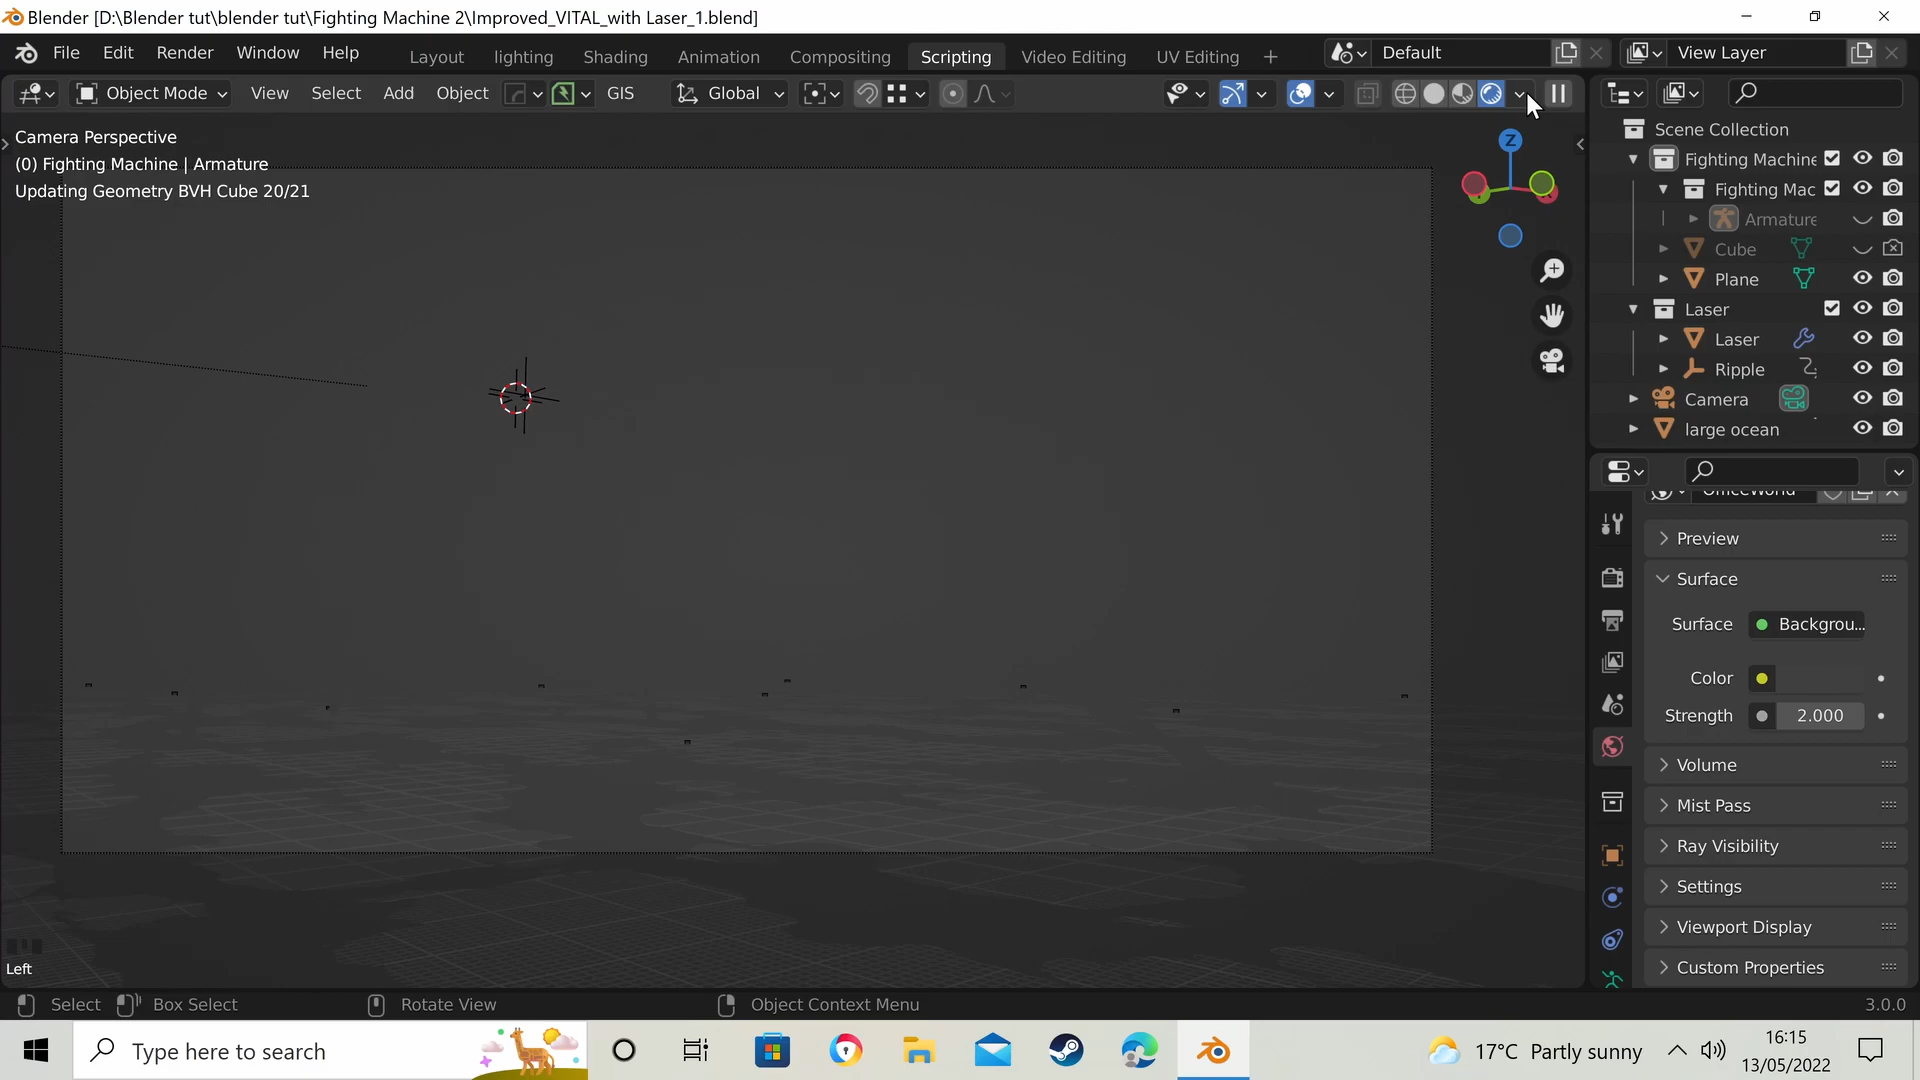 Blender [D:\Blender tut\blender tut\Fighting Machine 2\Improved_VITAL_with Laser_1.blend]
File Edit Render Window Help Layout lighting Shading Animation Compositing Scripting Video Editing UV Editing + Default View Layer
Object Mode View Select Add Object GIS Global
Camera Perspective
(0) Fighting Machine | Armature
Updating Geometry BVH Cube 20/21
Z
Scene Collection
Fighting Machine
Fighting Mac
Armature
Cube
Plane
Laser
Laser
Ripple
Camera
large ocean
OfficeWorld
Preview
Surface
Surface Backgrou...
Color
Strength 2.000
Volume
Mist Pass
Ray Visibility
Settings
Viewport Display
Custom Properties
Left
Select Box Select Rotate View Object Context Menu 3.0.0
Type here to search 17°C Partly sunny 16:15
13/05/2022